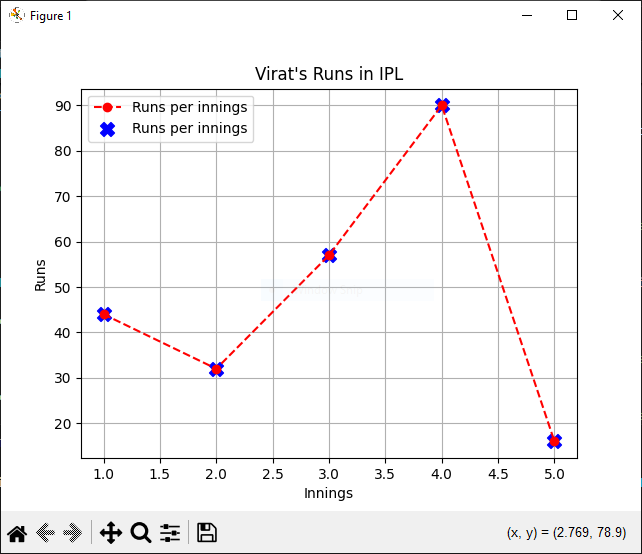 Figure 1
Virat's Runs in IPL
Runs per innings
Runs per innings
90
80
70
60
50
40
30
20
Runs
1.0 1.5 2.0 2.5 3.0 3.5 4.0 4.5 5.0
Innings
(x, y) = (2.769, 78.9)